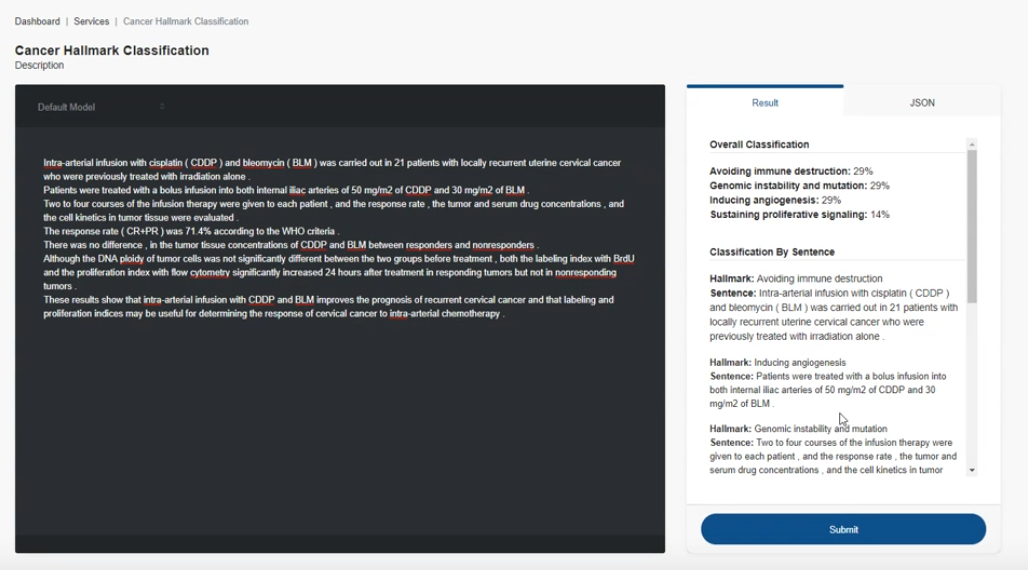 Dashboard | Services | Cancer Hallmark Classification
Cancer Hallmark Classification
Description
Default Model
Intra-arterial infusion with cisplatin ( CDDP ) and bleomycin ( BLM ) was carried out in 21 patients with locally recurrent uterine cervical cancer
who were previously treated with irradiation alone .
Patients were treated with a bolus infusion into both internal iliac arteries of 50 mg/m2 of CDDP and 30 mg/m2 of BLM .
Two to four courses of the infusion therapy were given to each patient , and the response rate , the tumor and serum drug concentrations , and
the cell kinetics in tumor tissue were evaluated .
The response rate ( CR+PR ) was 71.4% according to the WHO criteria .
There was no difference , in the tumor tissue concentrations of CDDP and BLM between responders and nonresponders .
Although the DNA ploidy of tumor cells was not significantly different between the two groups before treatment , both the labeling index with BrdU
and the proliferation index with flow cytometry significantly increased 24 hours after treatment in responding tumors but not in nonresponding
tumors .
These results show that intra-arterial infusion with CDDP and BLM improves the prognosis of recurrent cervical cancer and that labeling and
proliferation indices may be useful for determining the response of cervical cancer to intra-arterial chemotherapy .
Result
JSON
Overall Classification
Avoiding immune destruction: 29%
Genomic instability and mutation: 29%
Inducing angiogenesis: 29%
Sustaining proliferative signaling: 14%
Classification By Sentence
Hallmark: Avoiding immune destruction
Sentence: Intra-arterial infusion with cisplatin ( CDDP )
and bleomycin ( BLM ) was carried out in 21 patients with
locally recurrent uterine cervical cancer who were
previously treated with irradiation alone .
Hallmark: Inducing angiogenesis
Sentence: Patients were treated with a bolus infusion into
both internal iliac arteries of 50 mg/m2 of CDDP and 30
mg/m2 of BLM .
Hallmark: Genomic instability and mutation
Sentence: Two to four courses of the infusion therapy were
given to each patient , and the response rate , the tumor and
serum drug concentrations , and the cell kinetics in tumor
Submit